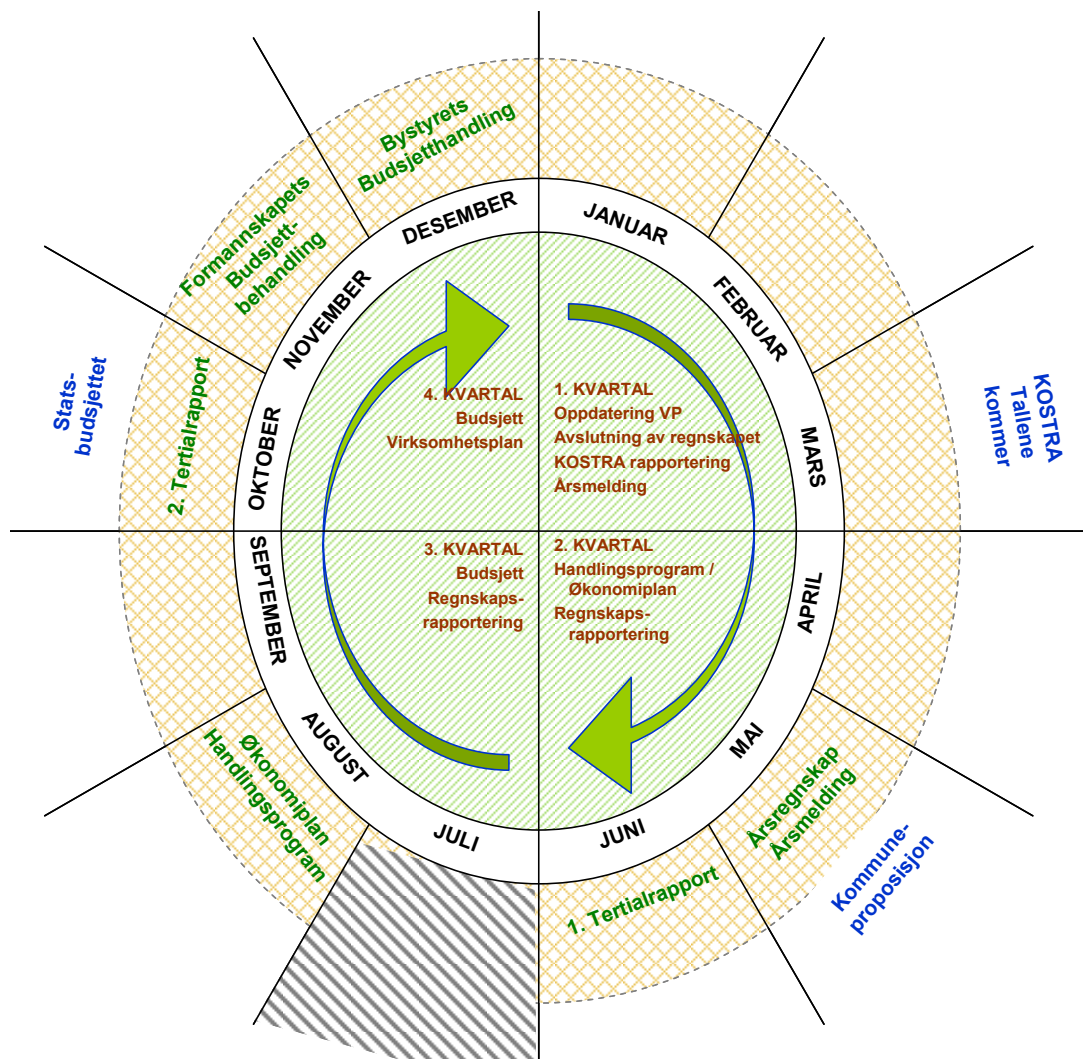 JANUAR
FEBRUAR
MARS
APRIL
MAI
JUNI
JULI
AUGUST
SEPTEMBER
OKTOBER
NOVEMBER
DESEMBER
KOSTRA
Tallene
kommer
Årsregnskap
Årsmelding
Kommune-
proposisjon
1. Tertialrapport
Økonomiplan
Handlingsprogram
2. Tertialrapport
Stats-
budsjettet
Formannskapets
Budsjett-
behandling
Bystyrets
Budsjetthandling
1. KVARTAL
Oppdatering VP
Avslutning av regnskapet
KOSTRA rapportering
Årsmelding
2. KVARTAL
Handlingsprogram /
Økonomiplan
Regnskaps-
rapportering
3. KVARTAL
Budsjett
Regnskaps-
rapportering
4. KVARTAL
Budsjett
Virksomhetsplan